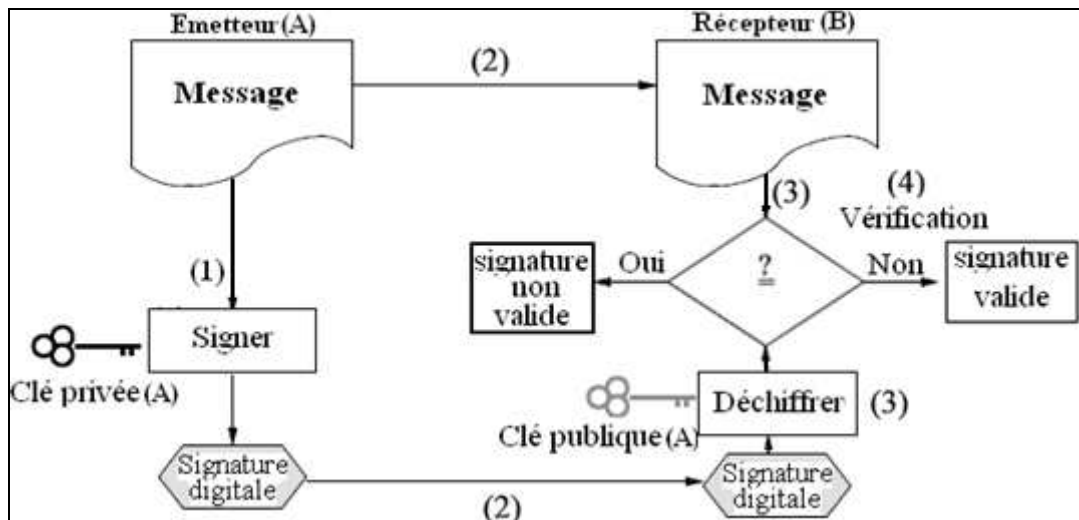 Emetteur (A)
Récepteur (B)
(2)
Message
Message
(3)
(4)
Vérification
(1)
signature
non
valide
Oui
?
Non
signature
valide
Signer
Clé privée (A)
Déchiffrer
(3)
Clé publique (A)
Signature
digitale
(2)
Signature
digitale